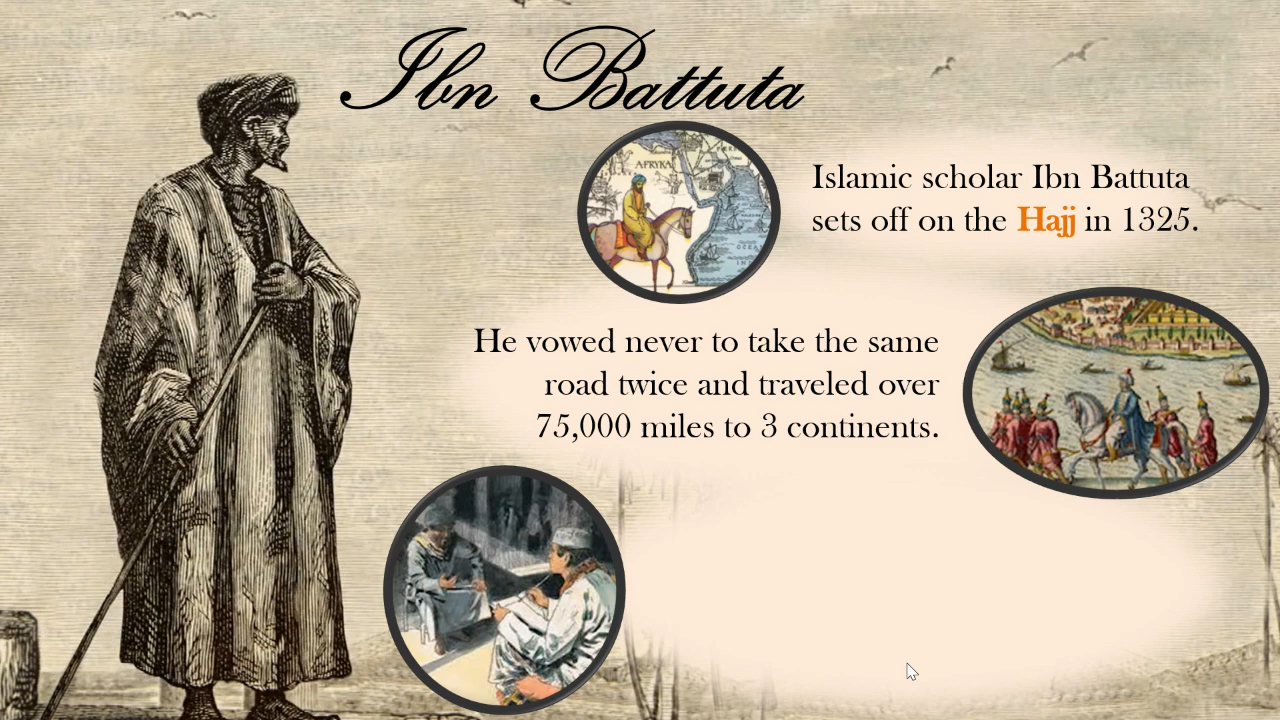 Ibn Battuta
AFRYKA
Islamic scholar Ibn Battuta
sets off on the Hajj in 1325.
He vowed never to take the same
road twice and traveled over
75,000 miles to 3 continents.